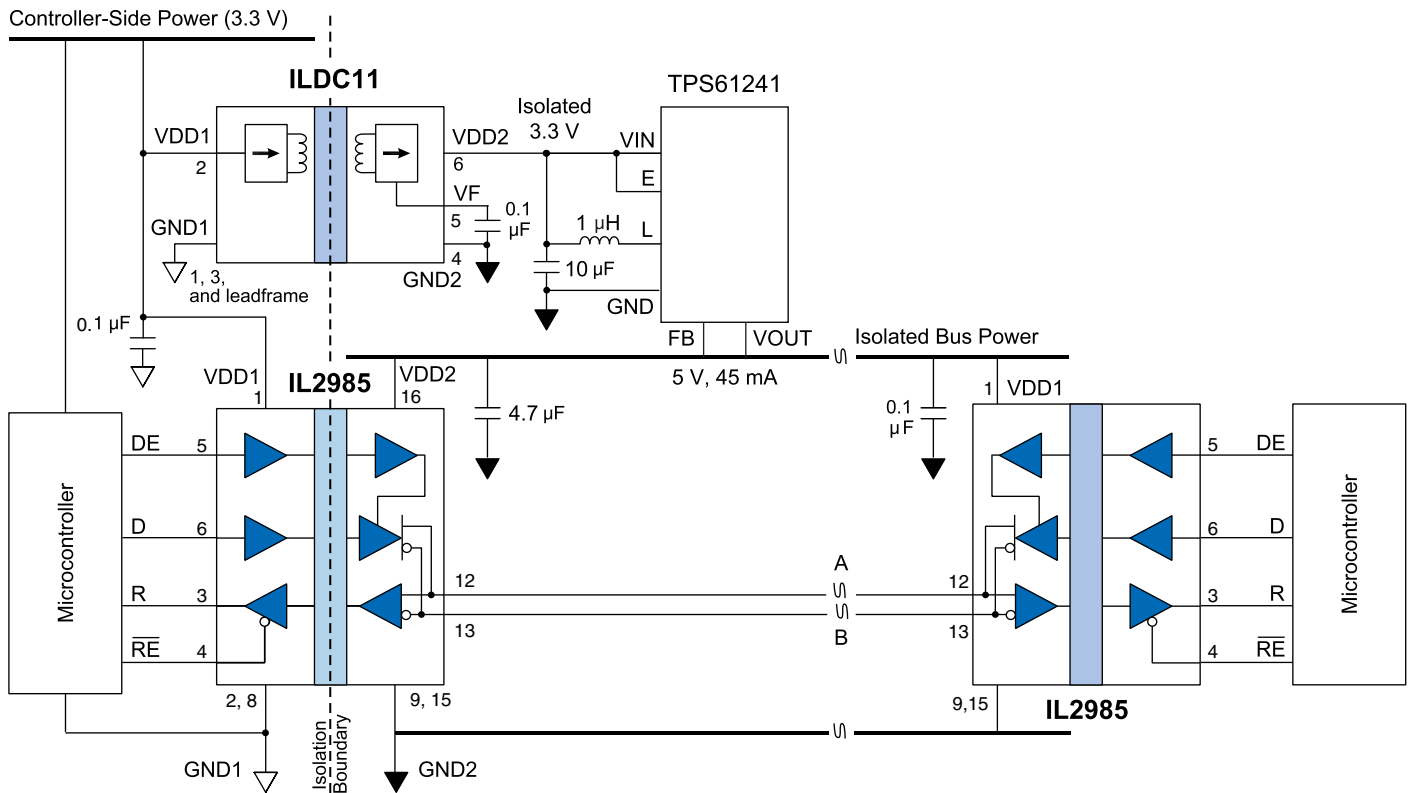 Controller-Side Power (3.3 V)
ILDC11
TPS61241
Isolated
3.3 V
VDD1
2
VDD2
6
VIN
E
VF
5
0.1
µF
GND1
1 µH
L
4
GND2
1, 3,
and leadframe
10 µF
GND
0.1 µF
FB
VOUT
Isolated Bus Power
5 V, 45 mA
VDD1
1
IL2985
VDD2
16
1
VDD1
4.7 µF
0.1
µF
DE
5
5
DE
D
6
6
D
Microcontroller
Microcontroller
A
R
3
12
12
3
R
B
RE
4
13
13
4
RE
2, 8
9, 15
9,15
IL2985
Isolation
Boundary
GND1
GND2